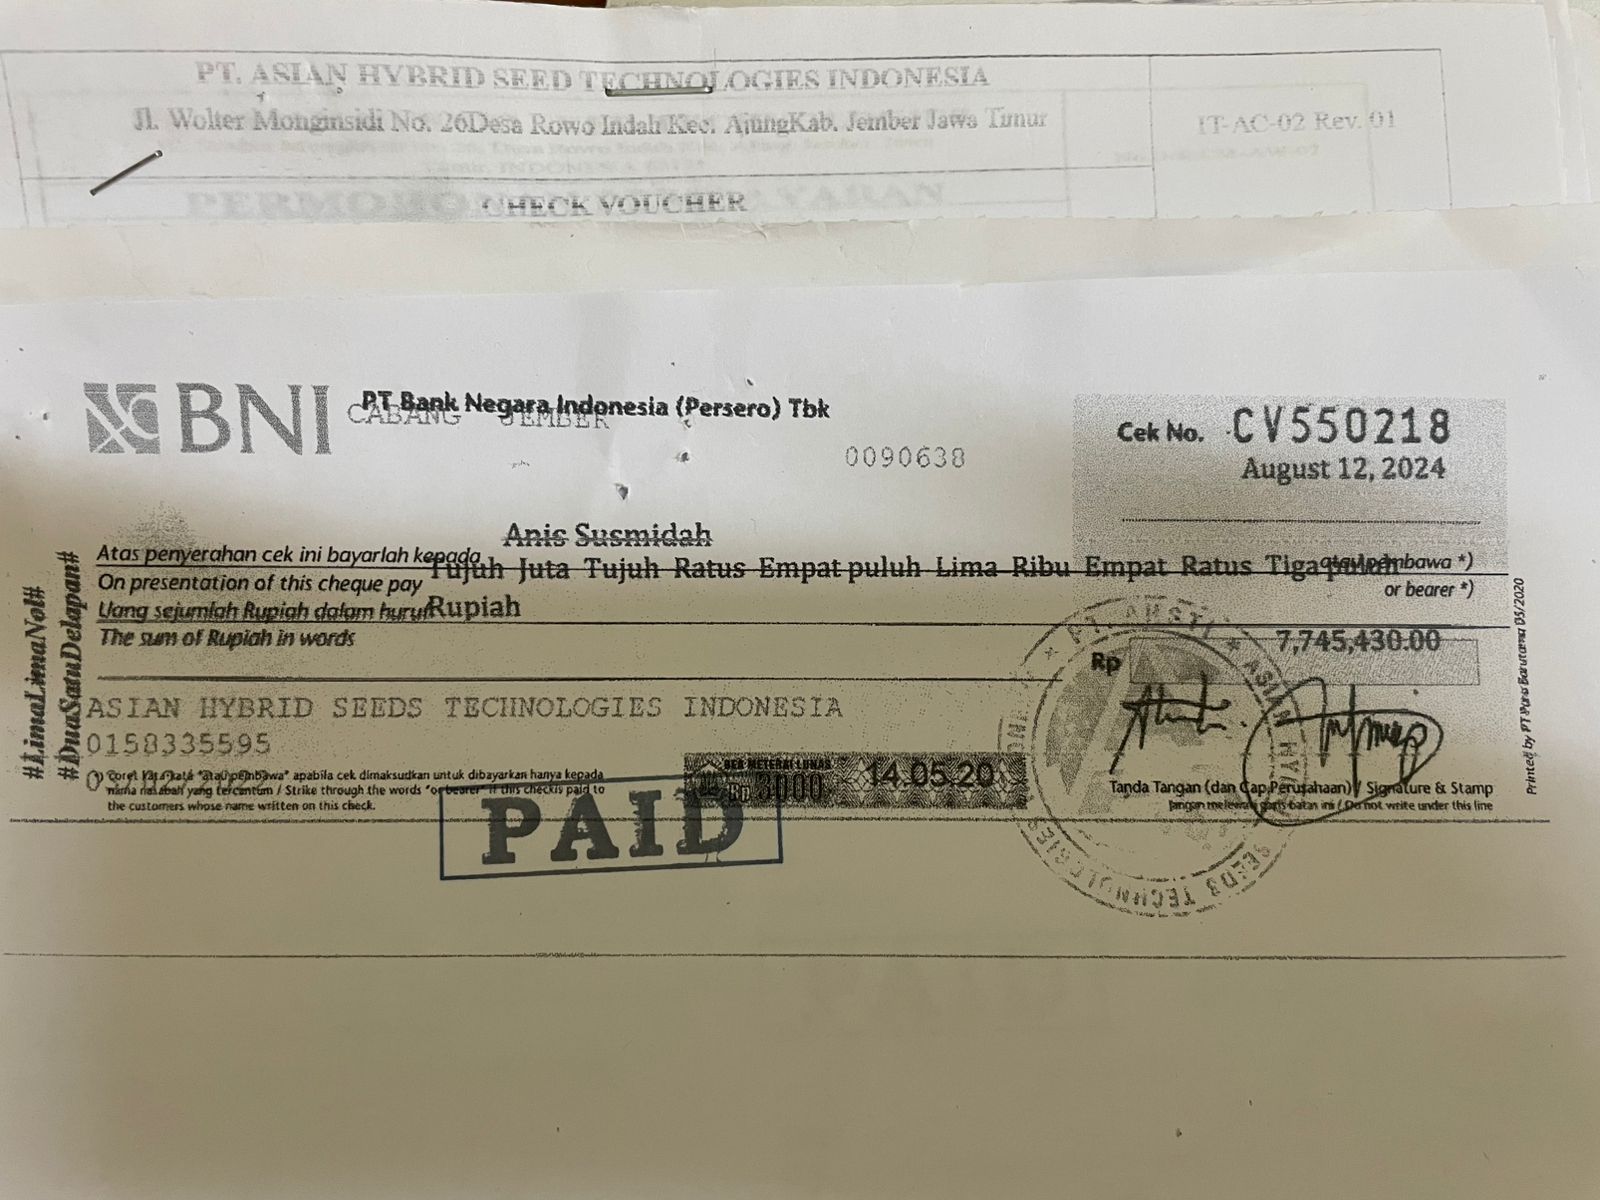 PT. ASIAN HYBRID SEED TECHNOLOGIES INDONESIA
Jl. Wolter Monginsidi No. 26Desa Rowo Indah Kec. AjungKab. Jember Jawa Timur
IT-AC-02 Rev. 01
CHECK VOUCHER
BNI PT Bank Negara Indonesia (Persero) Tbk
CABANG JEMBER
0090638
Cek No. CV550218
August 12, 2024
Anis Susmidah
Atas penyerahan cek ini bayarlah kepada
atau pembawa *)
Tujuh Juta Tujuh Ratus Empat puluh Lima Ribu Empat Ratus Tiga puluh
On presentation of this cheque pay
or bearer *)
Uang sejumlah Rupiah dalam huruf
Rupiah
The sum of Rupiah in words
Rp 7,745,430.00
#LimaLimaNol#
#DuaSatuDelapan#
ASIAN HYBRID SEEDS TECHNOLOGIES INDONESIA
0158335595
*) Coret kata-kata "atau pembawa" apabila cek dimaksudkan untuk dibayarkan hanya kepada
nama nasabah yang tercantum / Strike through the words "or bearer" if this checkis paid to
the customers whose name written on this check.
BEA METERAI LUNAS
Rp 3000
14.05.20
PAID
PT. AHSTI
ASIAN HYBRID SEEDS TECHNOLOGIES INDONESIA
Tanda Tangan (dan Cap Perusahaan) / Signature & Stamp
Jangan melewati garis batan ini / Do not write under this line
Printed by PT Pura Barutama 05/2020